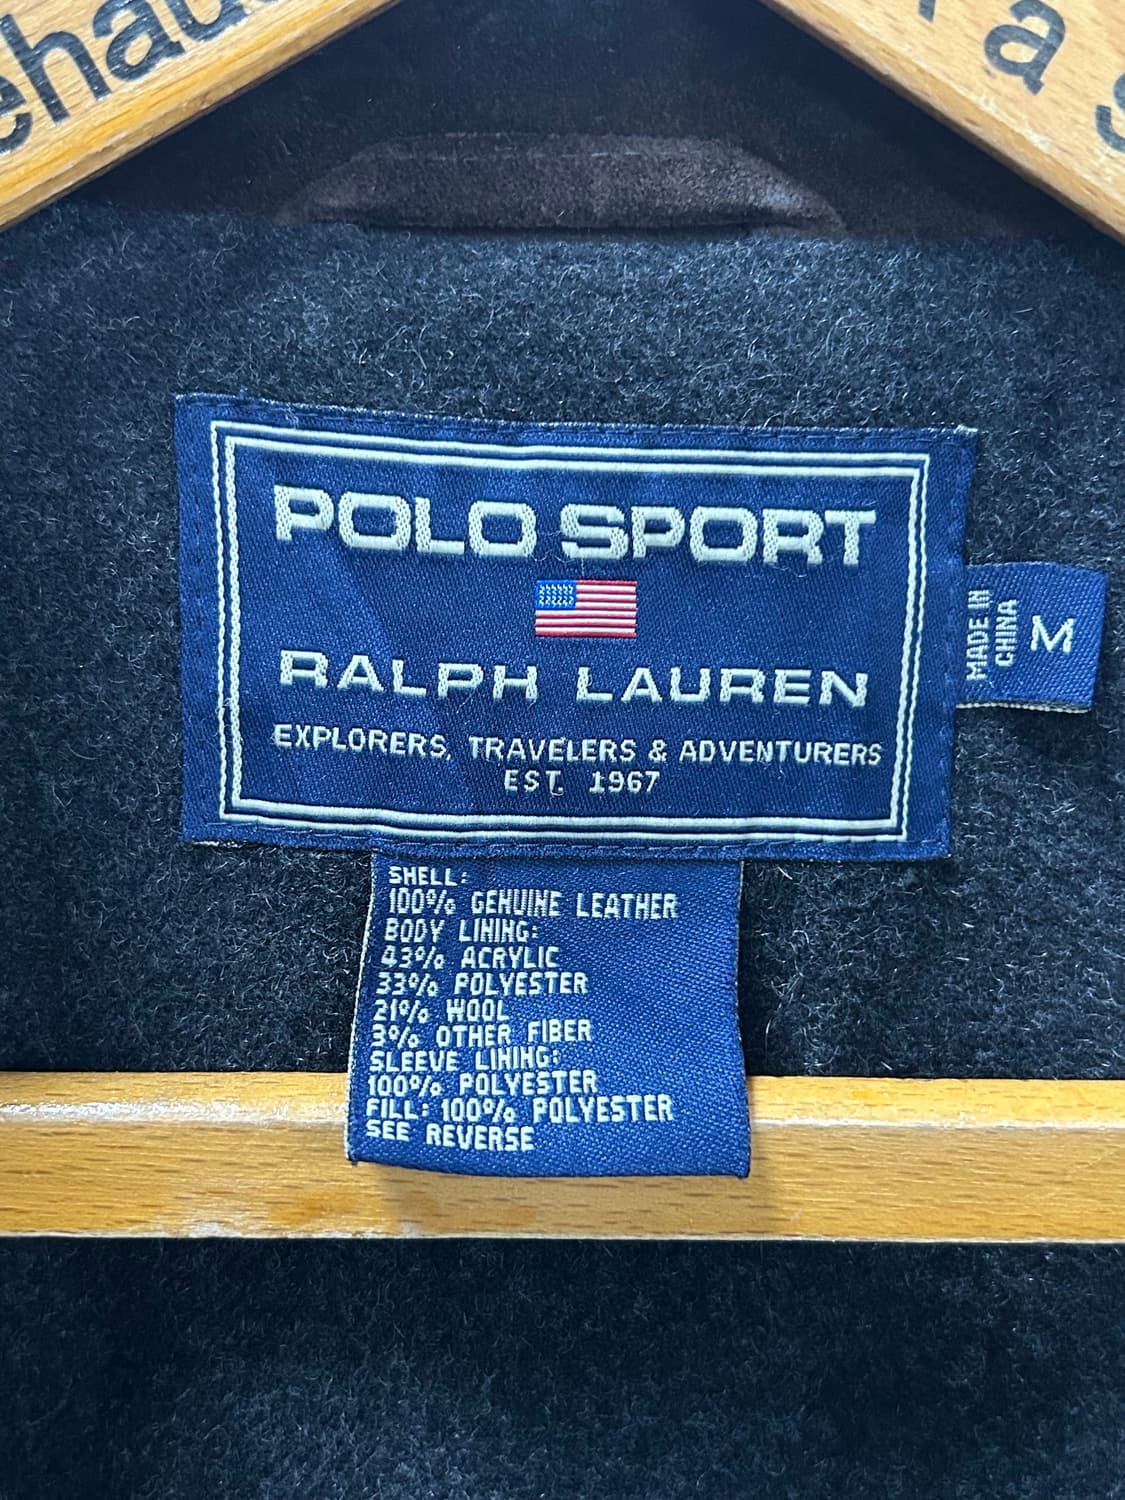 POLO SPORT
RALPH LAUREN
EXPLORERS, TRAVELERS & ADVENTURERS
EST. 1967
MADE IN
CHINA
M
SHELL:
100% GENUINE LEATHER
BODY LINING:
43% ACRYLIC
33% POLYESTER
21% WOOL
3% OTHER FIBER
SLEEVE LINING:
100% POLYESTER
FILL: 100% POLYESTER
SEE REVERSE